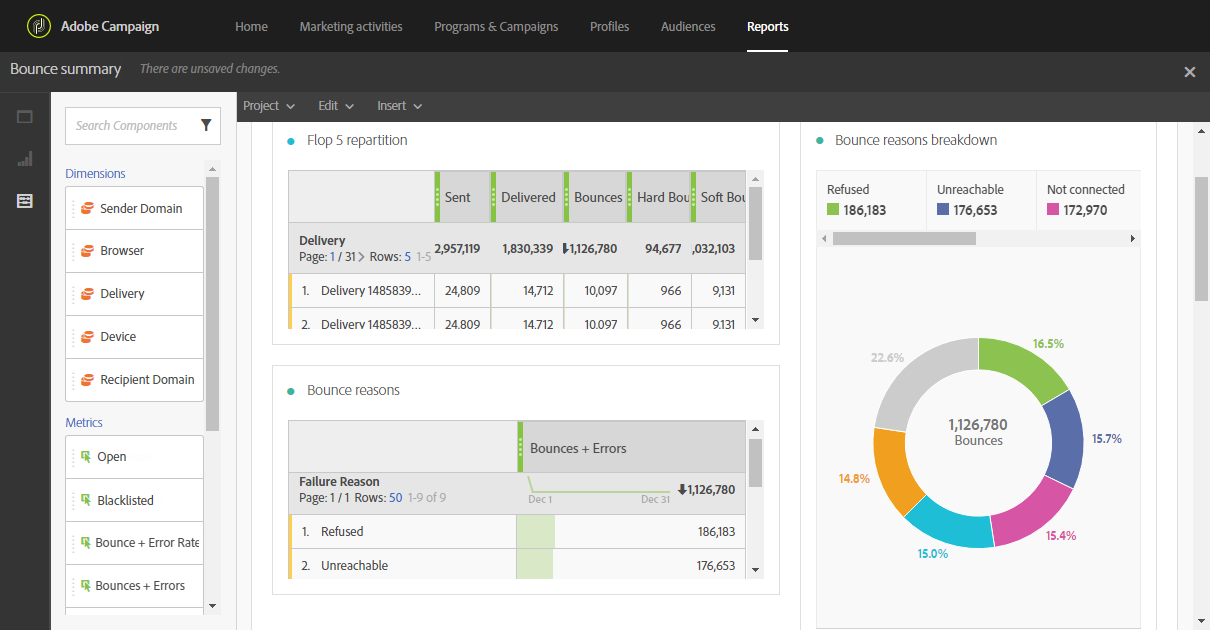 Adobe Campaign
Home Marketing activities Programs & Campaigns Profiles Audiences Reports
Bounce summary There are unsaved changes.
Project Edit Insert
Search Components
Dimensions
Sender Domain
Browser
Delivery
Device
Recipient Domain
Metrics
Open
Blacklisted
Bounce + Error Rate
Bounces + Errors
Flop 5 repartition
Sent Delivered Bounces Hard Bou Soft Bou
Delivery
Page: 1 / 31 > Rows: 5 1-5
2,957,119 1,830,339 1,126,780 94,677 ,032,103
1. Delivery 1485839... 24,809 14,712 10,097 966 9,131
2. Delivery 1485839... 24,809 14,712 10,097 966 9,131
Bounce reasons
Bounces + Errors
Failure Reason
Page: 1 / 1 Rows: 50 1-9 of 9
Dec 1 Dec 31
1,126,780
1. Refused 186,183
2. Unreachable 176,653
Bounce reasons breakdown
Refused Unreachable Not connected
186,183 176,653 172,970
16.5%
22.6%
15.7%
1,126,780
Bounces
14.8%
15.4%
15.0%